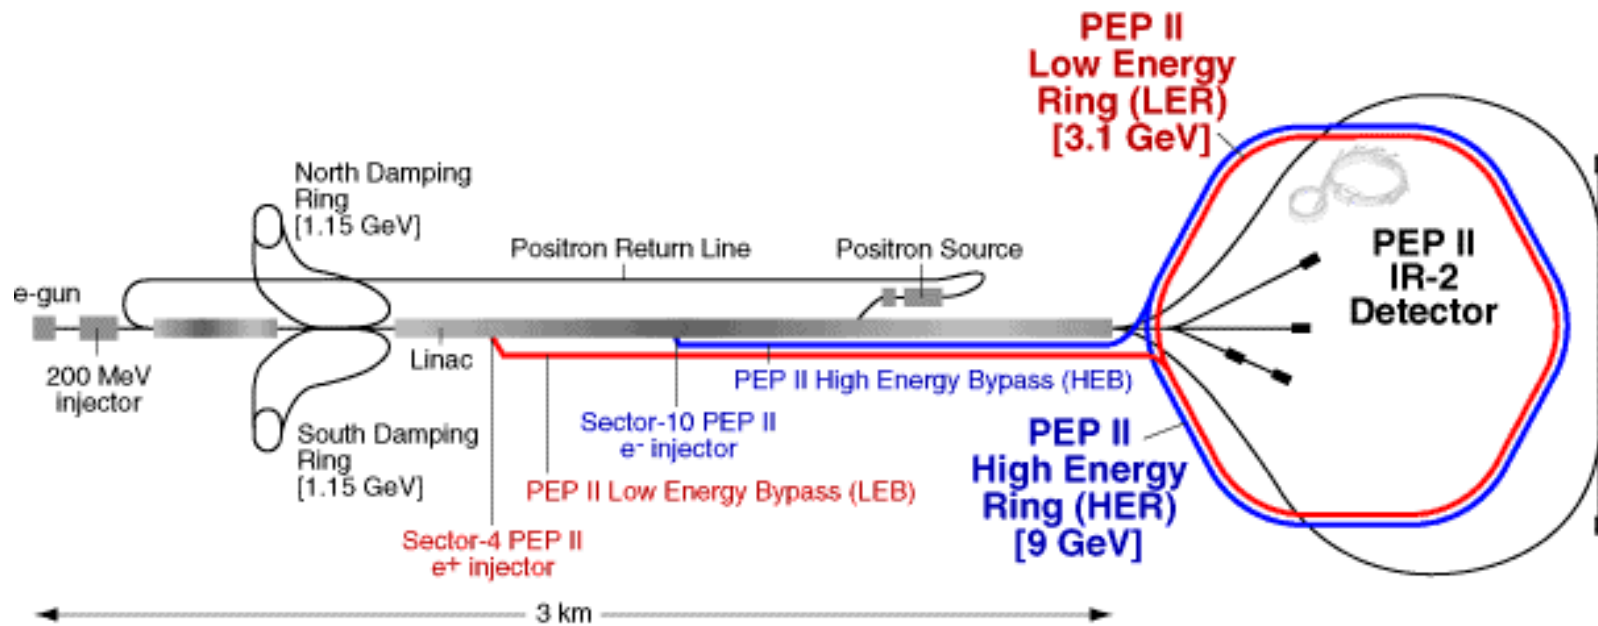 PEP II
Low Energy
Ring (LER)
[3.1 GeV]
North Damping
Ring
[1.15 GeV]
Positron Return Line
Positron Source
PEP II
IR-2
Detector
e-gun
Linac
200 MeV
injector
PEP II High Energy Bypass (HEB)
Sector-10 PEP II
e- injector
South Damping
Ring
[1.15 GeV]
PEP II
High Energy
Ring (HER)
[9 GeV]
PEP II Low Energy Bypass (LEB)
Sector-4 PEP II
e+ injector
3 km